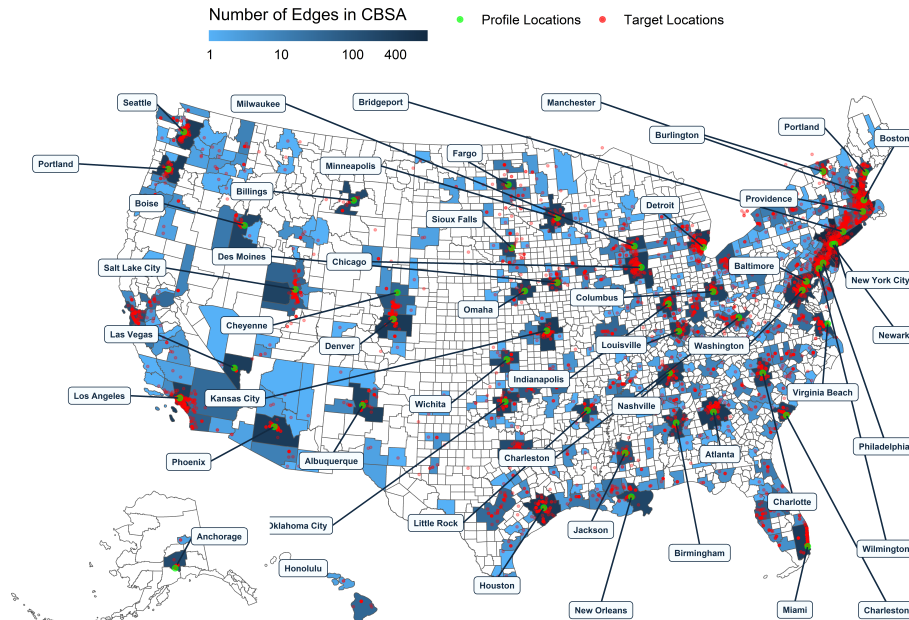 Number of Edges in CBSA
Profile Locations
Target Locations
1 10 100 400
Seattle
Milwaukee
Bridgeport
Manchester
Burlington
Portland
Boston
Portland
Minneapolis
Fargo
Billings
Boise
Sioux Falls
Detroit
Providence
Des Moines
Chicago
Salt Lake City
Baltimore
New York City
Omaha
Columbus
Cheyenne
Las Vegas
Denver
Louisville
Washington
Newark
Los Angeles
Kansas City
Indianapolis
Wichita
Nashville
Virginia Beach
Phoenix
Albuquerque
Charleston
Atlanta
Philadelphia
Oklahoma City
Little Rock
Jackson
Charlotte
Anchorage
Birmingham
Wilmington
Honolulu
Houston
New Orleans
Miami
Charleston